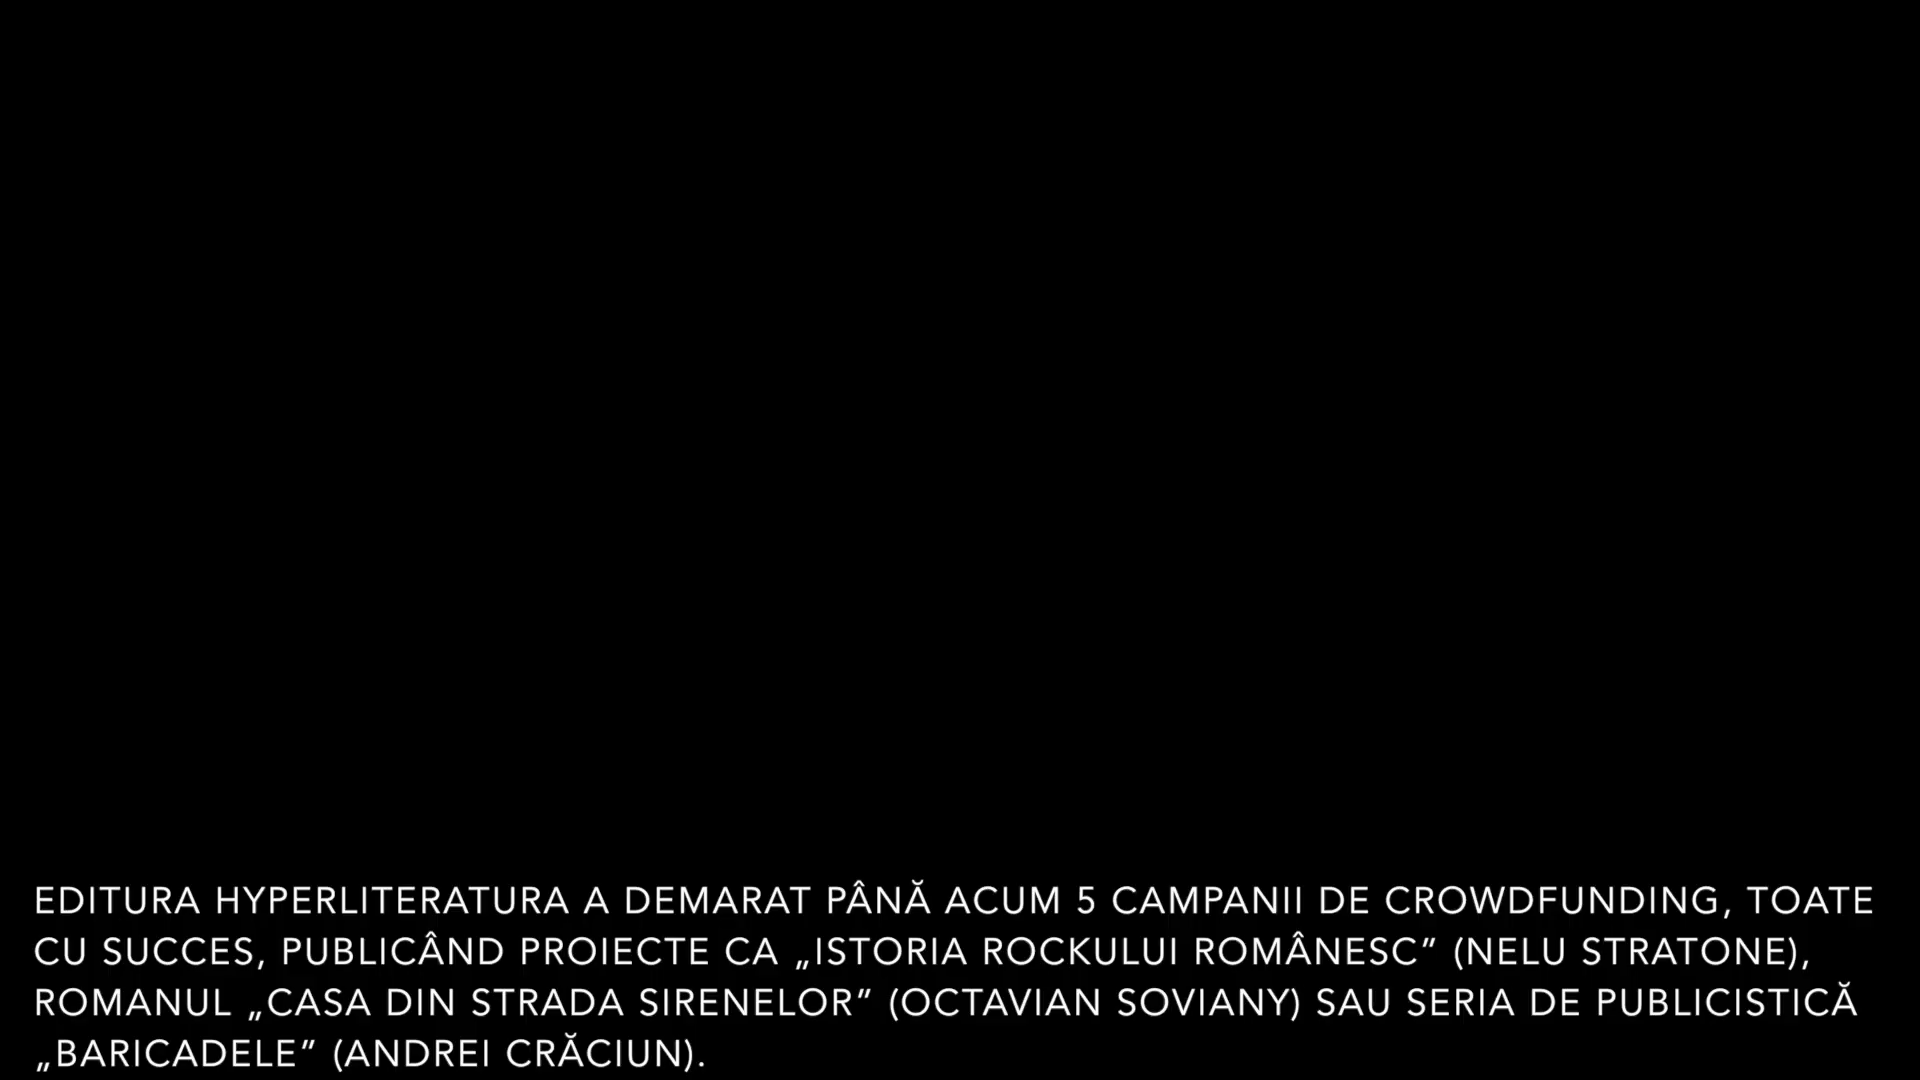 EDITURA HYPERLITERATURA A DEMARAT PÂNĂ ACUM 5 CAMPANII DE CROWDFUNDING, TOATE
CU SUCCES, PUBLICÂND PROIECTE CA „ISTORIA ROCKULUI ROMÂNESC” (NELU STRATONE),
ROMANUL „CASA DIN STRADA SIRENELOR” (OCTAVIAN SOVIANY) SAU SERIA DE PUBLICISTICĂ
„BARICADELE” (ANDREI CRĂCIUN).